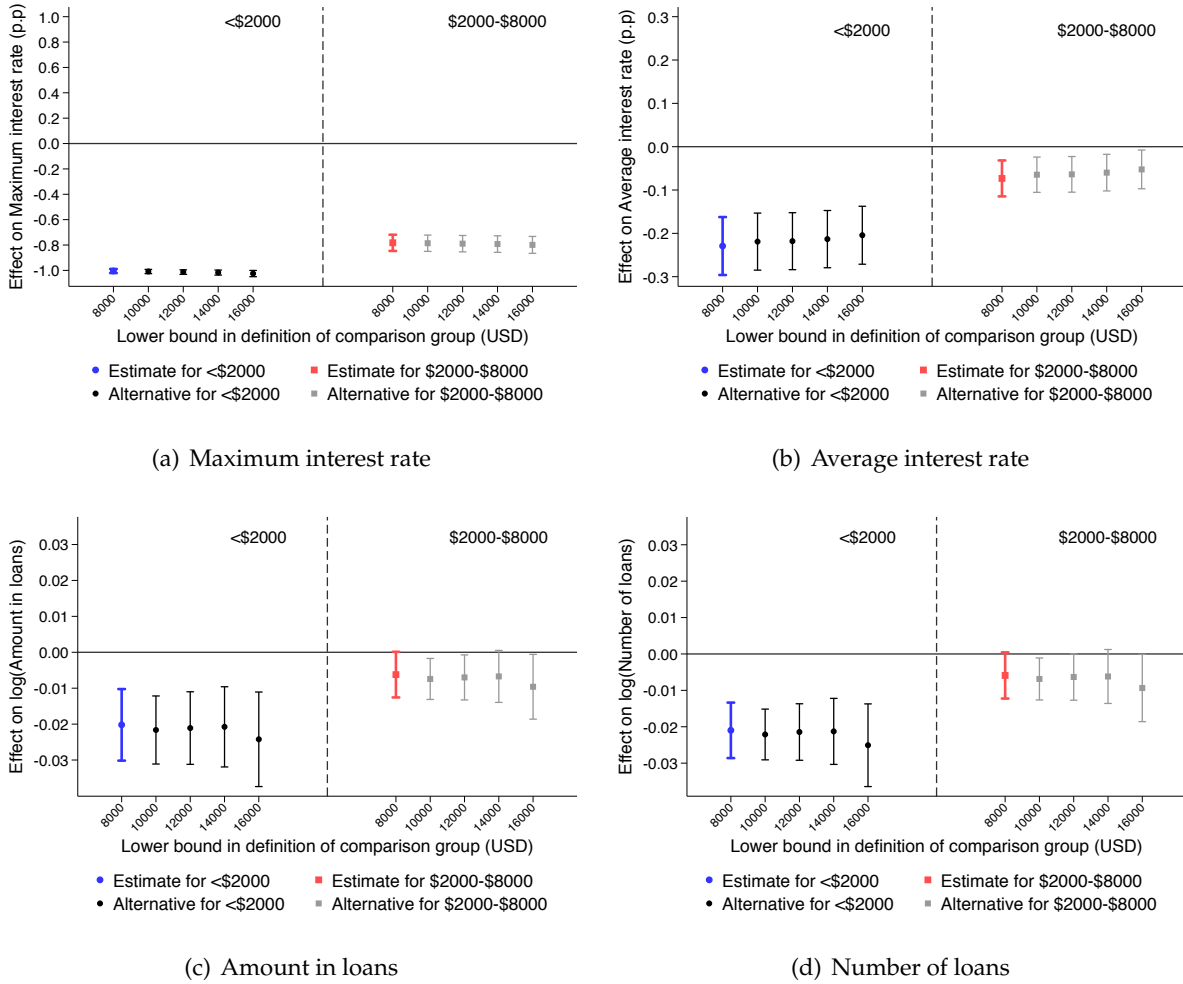 Effect on Maximum interest rate (p.p)
1.0
0.8
0.6
0.4
0.2
0.0
-0.2
-0.4
-0.6
-0.8
-1.0
<$2000
$2000-$8000
8000
10000
12000
14000
16000
8000
10000
12000
14000
16000
Lower bound in definition of comparison group (USD)
Estimate for <$2000
Estimate for $2000-$8000
Alternative for <$2000
Alternative for $2000-$8000
(a) Maximum interest rate
Effect on Average interest rate (p.p)
0.3
0.2
0.1
0.0
-0.1
-0.2
-0.3
<$2000
$2000-$8000
8000
10000
12000
14000
16000
8000
10000
12000
14000
16000
Lower bound in definition of comparison group (USD)
Estimate for <$2000
Estimate for $2000-$8000
Alternative for <$2000
Alternative for $2000-$8000
(b) Average interest rate
Effect on log(Amount in loans)
0.03
0.02
0.01
0.00
-0.01
-0.02
-0.03
<$2000
$2000-$8000
8000
10000
12000
14000
16000
8000
10000
12000
14000
16000
Lower bound in definition of comparison group (USD)
Estimate for <$2000
Estimate for $2000-$8000
Alternative for <$2000
Alternative for $2000-$8000
(c) Amount in loans
Effect on log(Number of loans)
0.03
0.02
0.01
0.00
-0.01
-0.02
-0.03
<$2000
$2000-$8000
8000
10000
12000
14000
16000
8000
10000
12000
14000
16000
Lower bound in definition of comparison group (USD)
Estimate for <$2000
Estimate for $2000-$8000
Alternative for <$2000
Alternative for $2000-$8000
(d) Number of loans